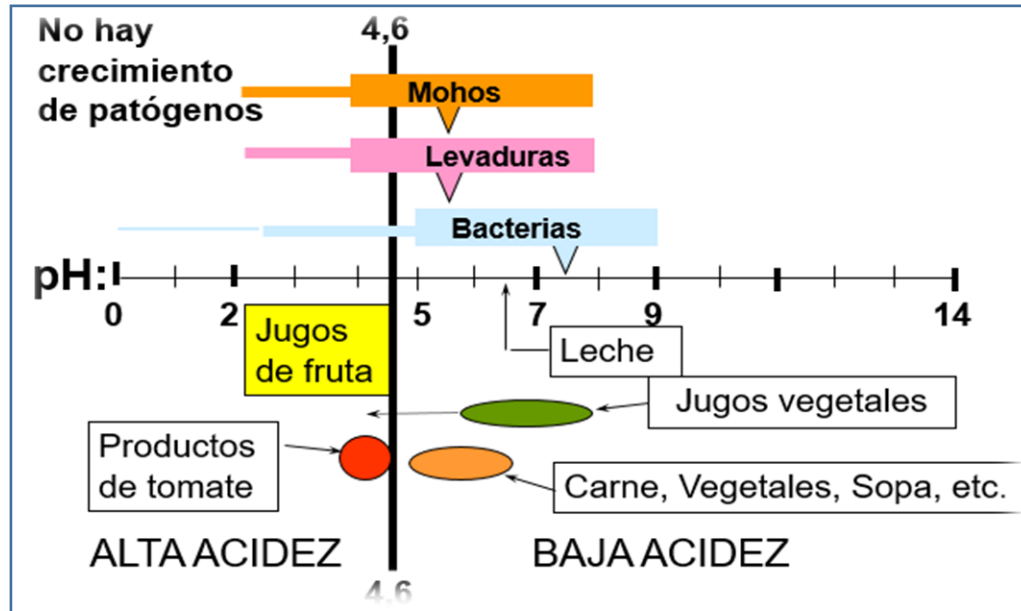 No hay
crecimiento
de patógenos
4,6
Mohos
Levaduras
Bacterias
pH:
0 2 5 7 9 14
Jugos
de fruta
Leche
Jugos vegetales
Productos
de tomate
Carne, Vegetales, Sopa, etc.
ALTA ACIDEZ BAJA ACIDEZ
4,6